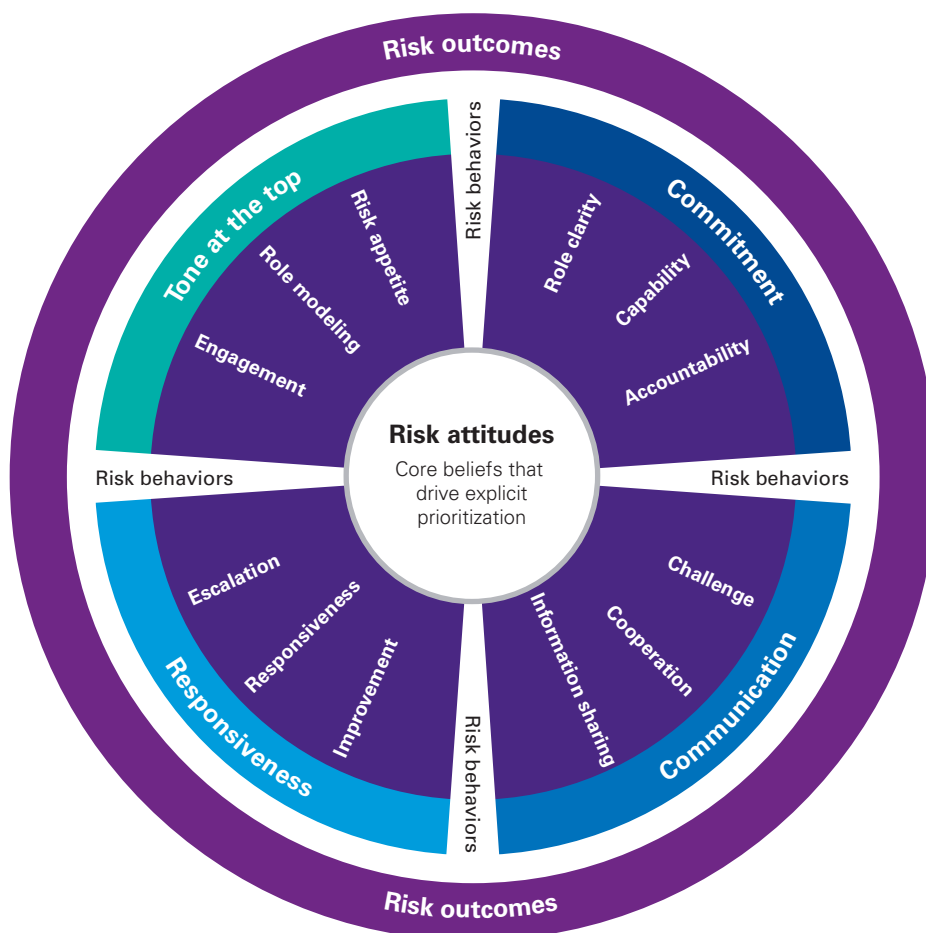 Risk outcomes
Risk behaviors
Tone at the top
Risk appetite
Role modeling
Engagement
Commitment
Role clarity
Capability
Accountability
Risk attitudes
Core beliefs that
drive explicit
prioritization
Risk behaviors
Risk behaviors
Escalation
Responsiveness
Improvement
Responsiveness
Challenge
Cooperation
Information sharing
Communication
Risk behaviors
Risk outcomes